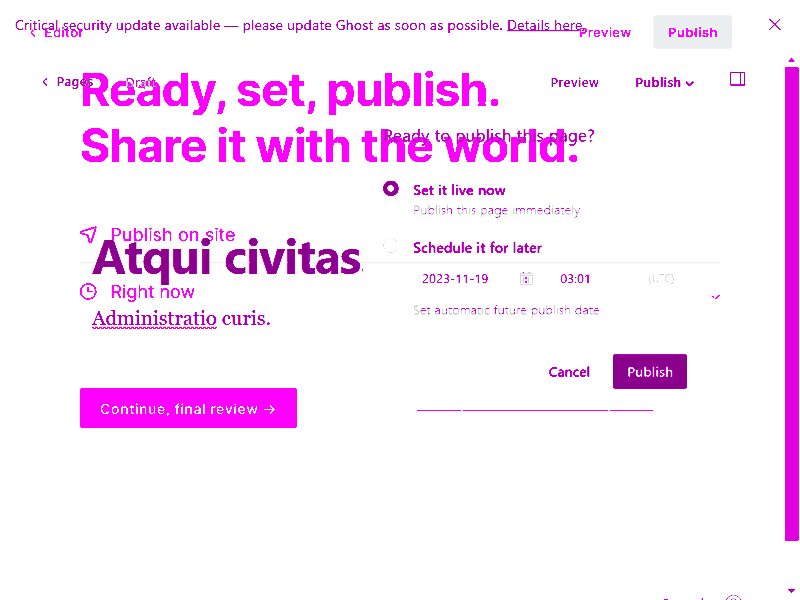 Critical security update available — please update Ghost as soon as possible. Details here.
Editor
Preview
Publish
Pages
Draft
Preview
Publish
Ready, set, publish.
Share it with the world.
Ready to publish this page?
Set it live now
Publish this page immediately
Publish on site
Schedule it for later
Atqui civitas.
2023-11-19
03:01
(UTC)
Right now
Set automatic future publish date
Administratio curis.
Cancel
Publish
Continue, final review →